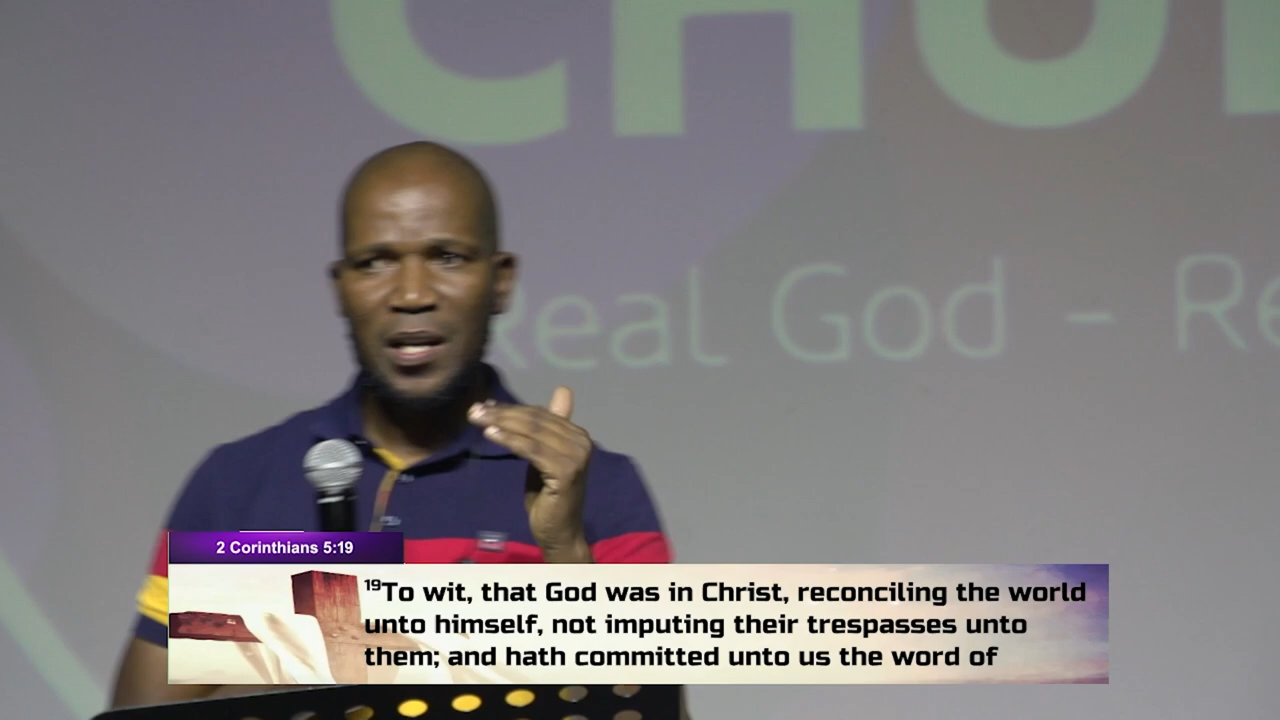 CHU
Real God - Re
2 Corinthians 5:19
19To wit, that God was in Christ, reconciling the world
unto himself, not imputing their trespasses unto
them; and hath committed unto us the word of